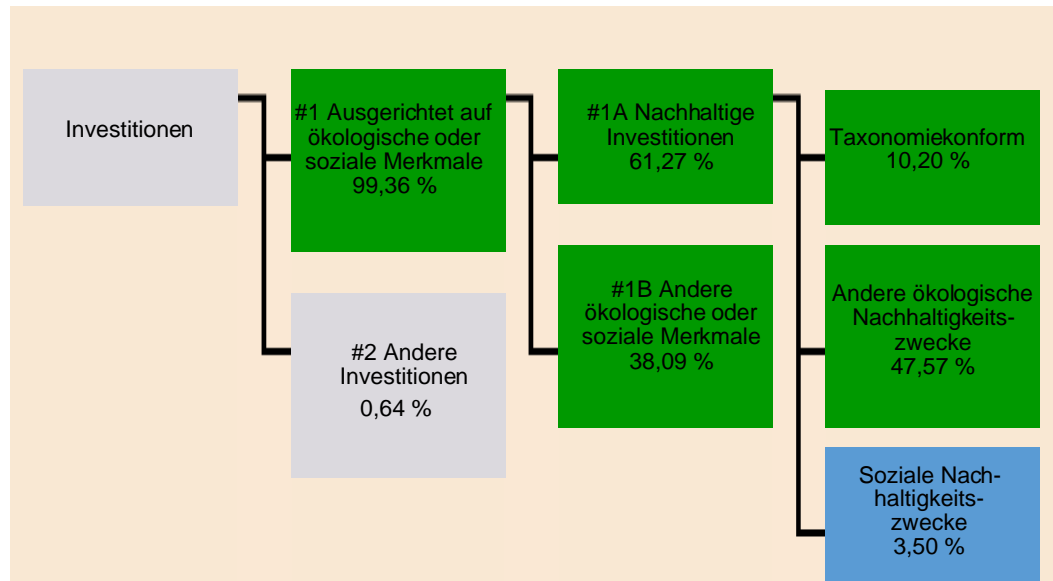 Investitionen
#1 Ausgerichtet auf
ökologische oder
soziale Merkmale
99,36 %
#2 Andere
Investitionen
0,64 %
#1A Nachhaltige
Investitionen
61,27 %
#1B Andere
ökologische oder
soziale Merkmale
38,09 %
Taxonomiekonform
10,20 %
Andere ökologische
Nachhaltigkeits-
zwecke
47,57 %
Soziale Nach-
haltigkeits-
zwecke
3,50 %